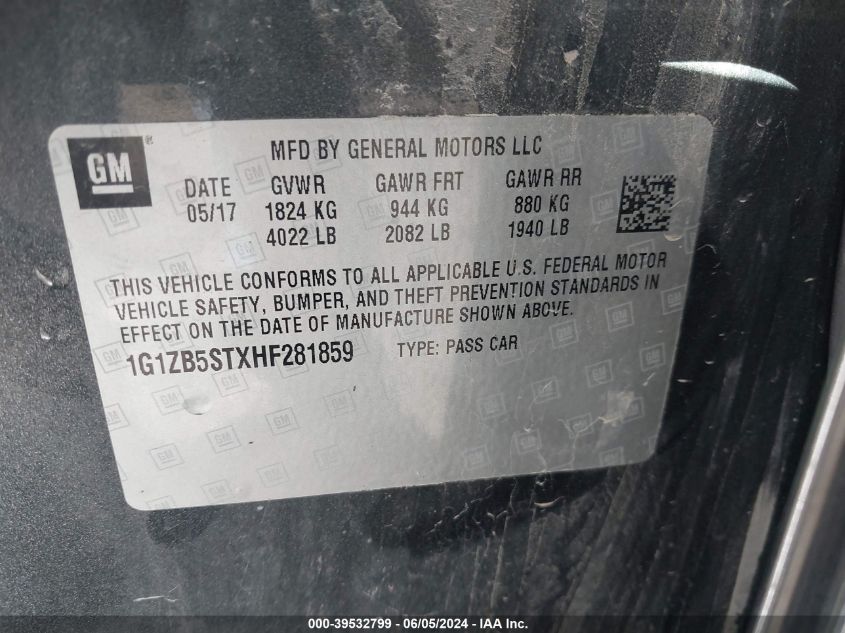 GM
MFD BY GENERAL MOTORS LLC
DATE GVWR GAWR FRT GAWR RR
05/17 1824 KG 944 KG 880 KG
4022 LB 2082 LB 1940 LB
THIS VEHICLE CONFORMS TO ALL APPLICABLE U.S. FEDERAL MOTOR
VEHICLE SAFETY, BUMPER, AND THEFT PREVENTION STANDARDS IN
EFFECT ON THE DATE OF MANUFACTURE SHOWN ABOVE.
1G1ZB5STXHF281859 TYPE: PASS CAR
000-39532799 - 06/05/2024 - IAAI.com